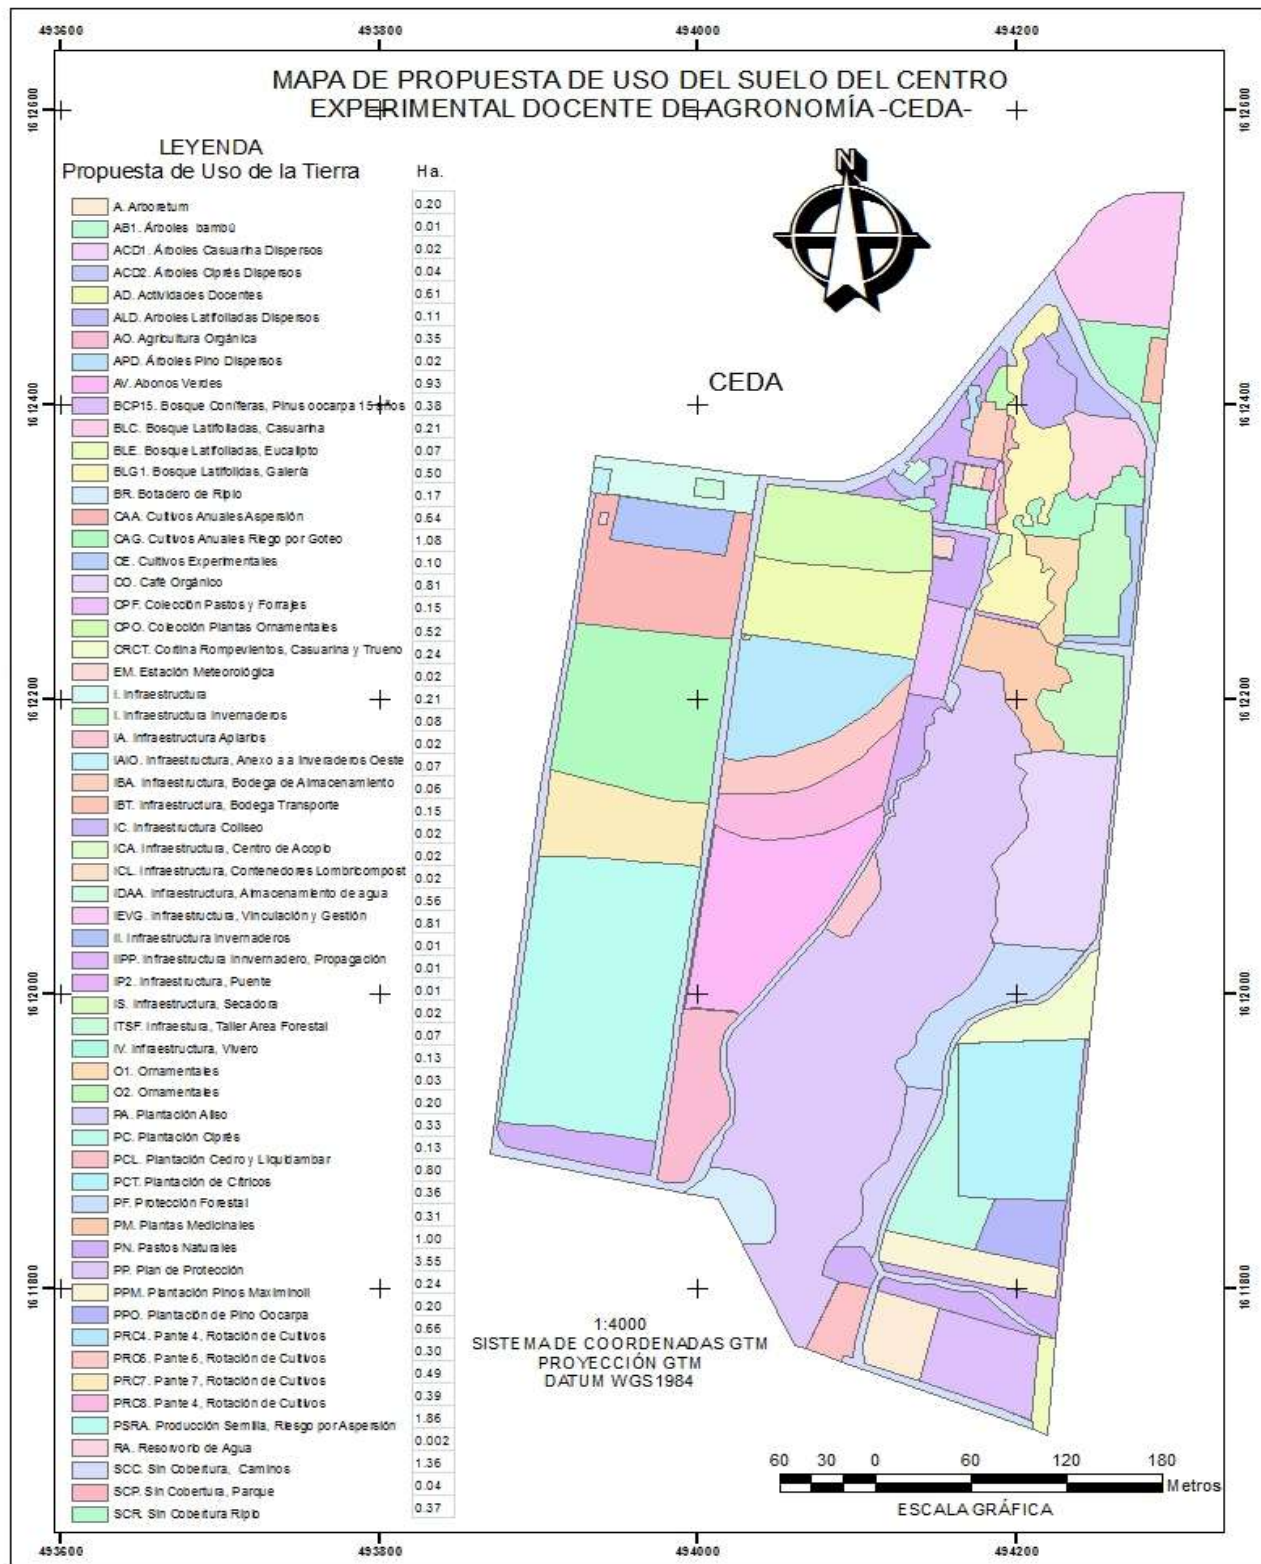 493600 493800 494000 494200
MAPA DE PROPUESTA DE USO DEL SUELO DEL CENTRO
EXPERIMENTAL DOCENTE DE AGRONOMÍA -CEDA-
1612600 1612600
N
LEYENDA
Propuesta de Uso de la Tierra Ha.
A. Arboretum 0.20
AB1. Árboles bambú 0.01
ACD1. Árboles Casuarina Dispersos 0.02
ACD2. Árboles Ciprés Dispersos 0.04
AD. Actividades Docentes 0.61
ALD. Arboles Latifoliadas Dispersos 0.11
AO. Agricultura Orgánica 0.35
APD. Árboles Pino Dispersos 0.02
AV. Abonos Verdes 0.93
CEDA
1612400 BCP15. Bosque Coníferas, Pinus oocarpa 15 años 0.38 1612400
BLC. Bosque Latifoliadas, Casuarina 0.21
BLE. Bosque Latifoliadas, Eucalipto 0.07
BLG1. Bosque Latifolidas, Galería 0.50
BR. Botadero de Ripio 0.17
CAA. Cultivos Anuales Aspersión 0.64
CAG. Cultivos Anuales Riego por Goteo 1.08
CE. Cultivos Experimentales 0.10
CO. Café Orgánico 0.81
CPF. Colección Pastos y Forrajes 0.15
CPO. Colección Plantas Ornamentales 0.52
CRCT. Cortina Rompevientos, Casuarina y Trueno 0.24
EM. Estación Meteorológica 0.02
1612200 I. Infraestructura 0.21 1612200
I. Infraestructura Invernaderos 0.08
IA. Infraestructura Apiarios 0.02
IAIO. Infraestructura, Anexo a a Inveraderos Oeste 0.07
IBA. Infraestructura, Bodega de Almacenamiento 0.06
IBT. Infraestructura, Bodega Transporte 0.15
IC. Infraestructura Coliseo 0.02
ICA. Infraestructura, Centro de Acopio 0.02
ICL. Infraestructura, Contenedores Lombricompost 0.02
IDAA. Infraestructura, Almacenamiento de agua 0.56
IEVG. Infraestructura, Vinculación y Gestión 0.81
II. Infraestructura Invernaderos 0.01
IIPP. Infraestructura Innvernadero, Propagación 0.01
1612000 IP2. Infraestructura, Puente 0.01 1612000
IS. Infraestructura, Secadora 0.02
ITSF. Infraestura, Taller Area Forestal 0.07
IV. Infraestructura, Vivero 0.13
O1. Ornamentales 0.03
O2. Ornamentales 0.20
PA. Plantación Aliso 0.33
PC. Plantación Ciprés 0.13
PCL. Plantación Cedro y Liquidambar 0.80
PCT. Plantación de Cítricos 0.36
PF. Protección Forestal 0.31
PM. Plantas Medicinales 1.00
PN. Pastos Naturales 3.55
PP. Plan de Protección 0.24
1611800 PPM. Plantación Pinos Maximinoii 0.20 1611800
PPO. Plantación de Pino Oocarpa 0.66
PRC4. Pante 4, Rotación de Cultivos 0.30
PRC6. Pante 6, Rotación de Cultivos 0.49
PRC7. Pante 7, Rotación de Cultivos 0.39
PRC8. Pante 4, Rotación de Cultivos 1.86
PSRA. Producción Semilla, Riesgo por Aspersión 0.002
RA. Resorvorio de Agua 1.36
SCC. Sin Cobertura, Caminos 0.04
SCP. Sin Cobertura, Parque 0.37
SCR. Sin Cobertura Ripio
1:4000
SISTEMA DE COORDENADAS GTM
PROYECCIÓN GTM
DATUM WGS1984
60 30 0 60 120 180
Metros
ESCALA GRÁFICA
493600 493800 494000 494200